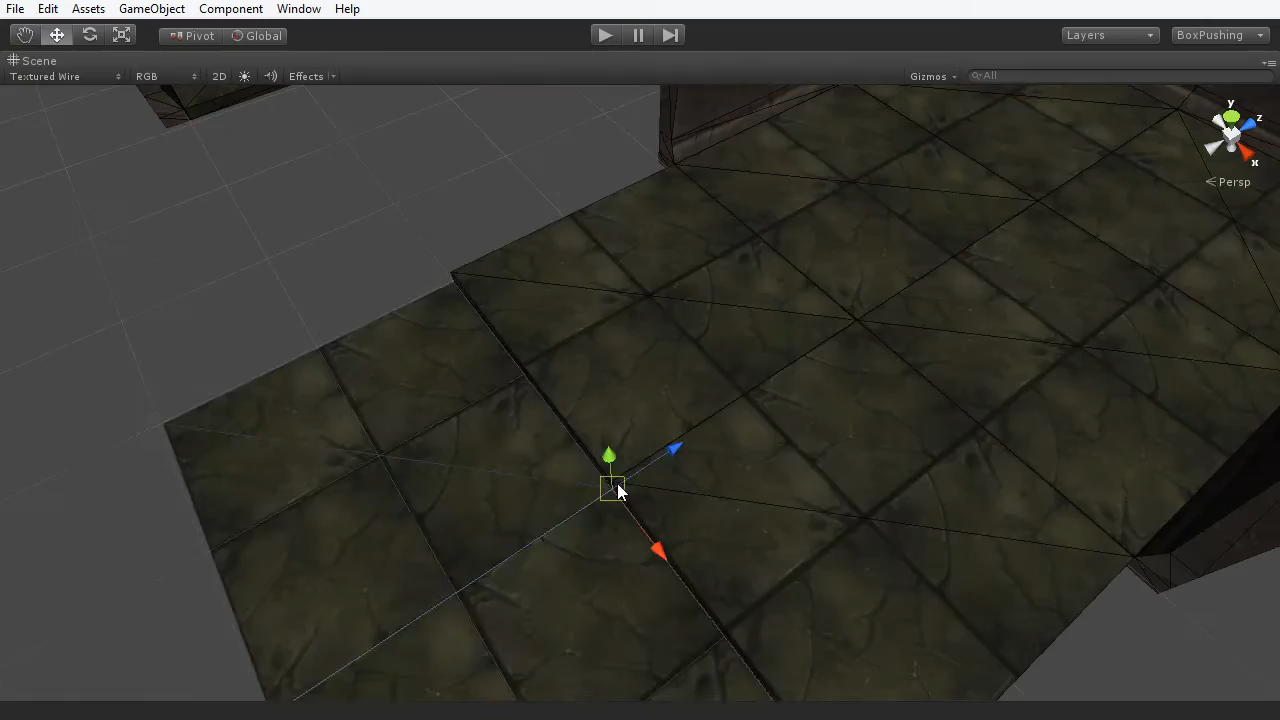 File Edit Assets GameObject Component Window Help
Pivot Global Layers BoxPushing
Scene
Textured Wire RGB 2D Effects Gizmos All
y
z
x
Persp